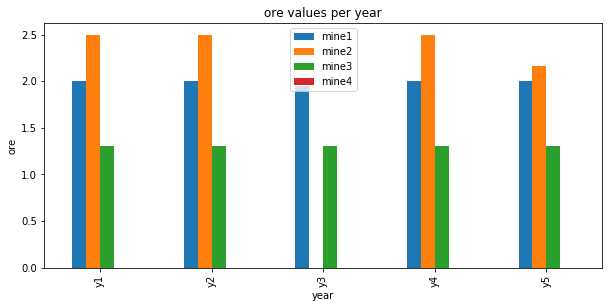 ore values per year
mine1
mine2
mine3
mine4
2.5
2.0
1.5
1.0
0.5
0.0
ore
y1
y2
y3
y4
y5
year